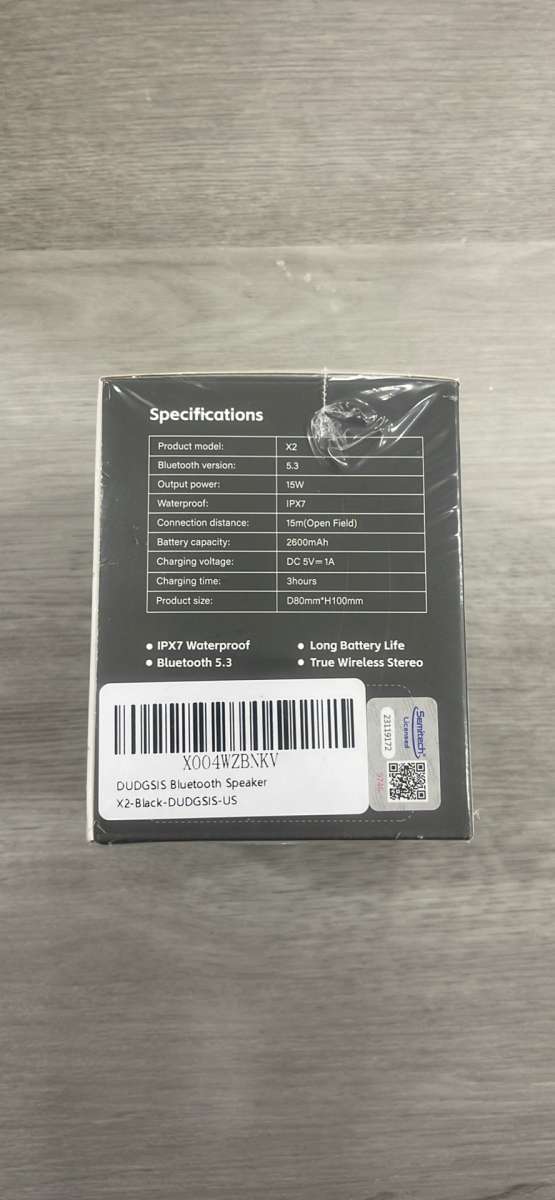 Specifications
Product model: X2
Bluetooth version: 5.3
Output power: 15W
Waterproof: IPX7
Connection distance: 15m(Open Field)
Battery capacity: 2600mAh
Charging voltage: DC 5V⎓1A
Charging time: 3hours
Product size: D80mm*H100mm
• IPX7 Waterproof • Long Battery Life
• Bluetooth 5.3 • True Wireless Stereo
X004WZBNKV
DUDGSIS Bluetooth Speaker
X2-Black-DUDGSIS-US
Semitech®
Licensed
23119172